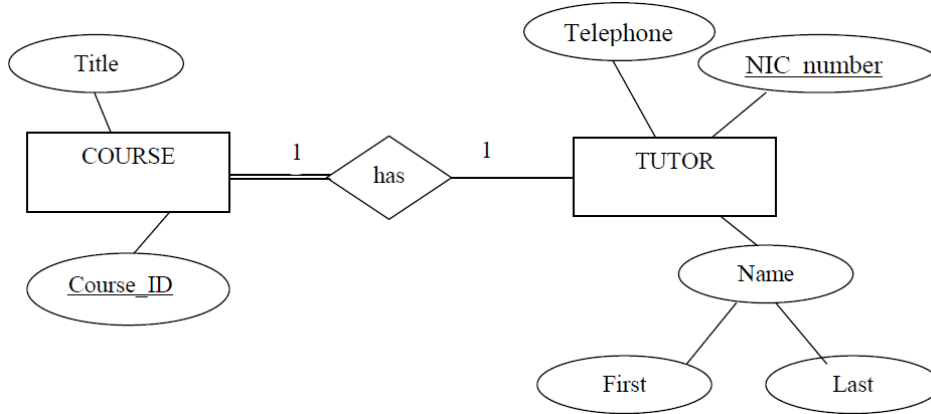 Telephone
Title
NIC_number
COURSE
1
1
TUTOR
has
Course_ID
Name
First
Last